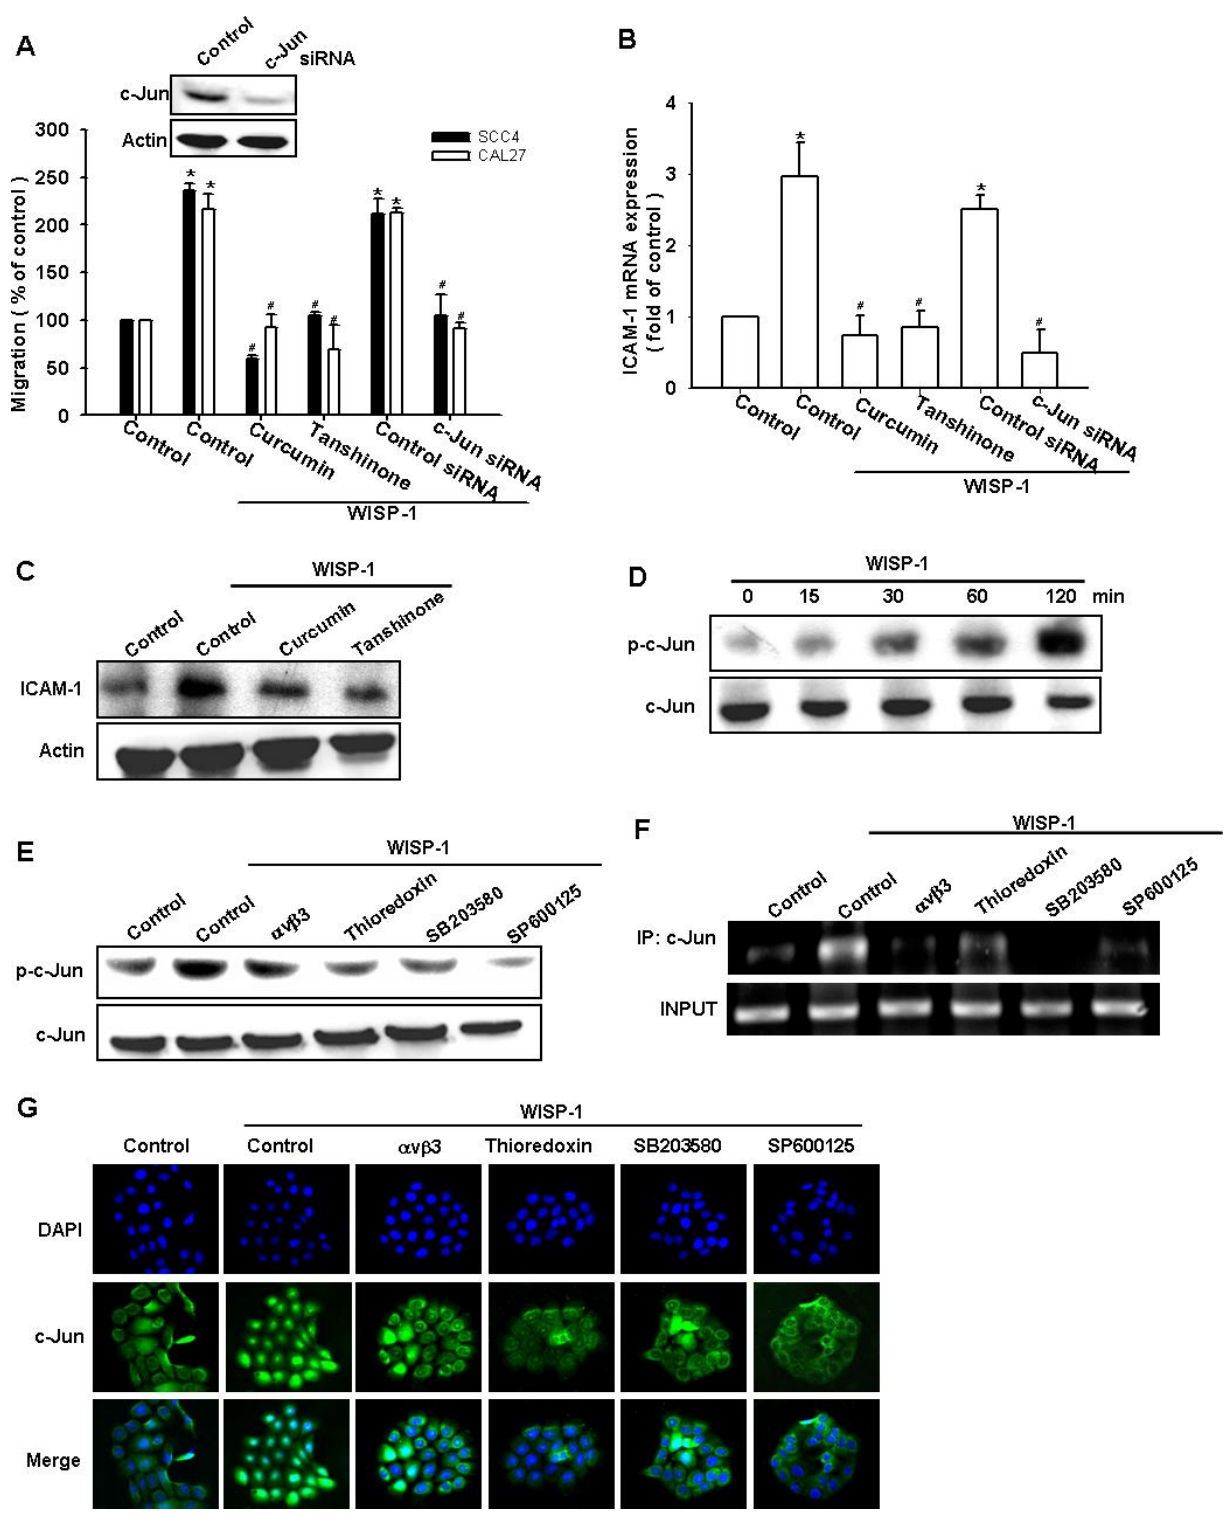 A
Control
c-Jun
siRNA
c-Jun
Actin
SCC4
CAL27
Migration ( % of control )
300
250
200
150
100
50
0
*
*
#
#
#
#
*
*
#
#
Control
Control
Curcumin
Tanshinone
Control siRNA
c-Jun siRNA
WISP-1
B
ICAM-1 mRNA expression
( fold of control )
4
3
2
1
0
*
#
#
*
#
Control
Control
Curcumin
Tanshinone
Control siRNA
c-Jun siRNA
WISP-1
C
WISP-1
Control
Control
Curcumin
Tanshinone
ICAM-1
Actin
D
WISP-1
0 15 30 60 120 min
p-c-Jun
c-Jun
E
WISP-1
Control
Control
αvβ3
Thioredoxin
SB203580
SP600125
p-c-Jun
c-Jun
F
WISP-1
Control
Control
αvβ3
Thioredoxin
SB203580
SP600125
IP: c-Jun
INPUT
G
WISP-1
Control Control αvβ3 Thioredoxin SB203580 SP600125
DAPI
c-Jun
Merge